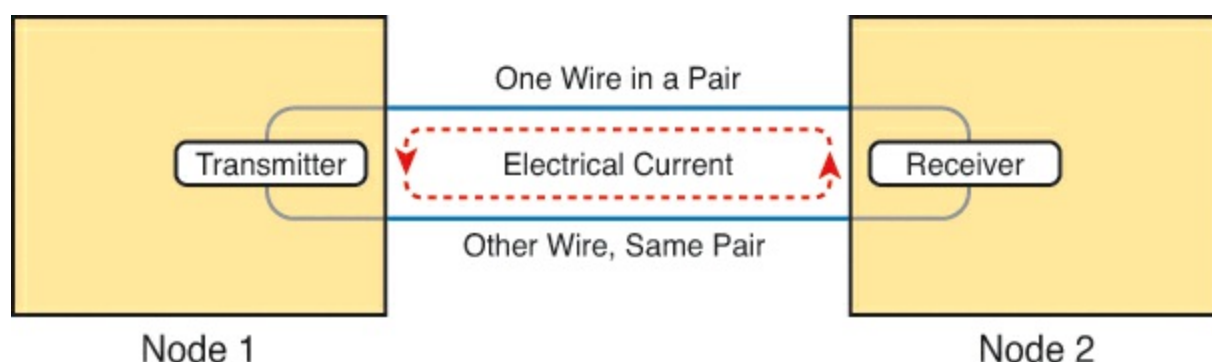 One Wire in a Pair
Transmitter
Electrical Current
Receiver
Other Wire, Same Pair
Node 1
Node 2